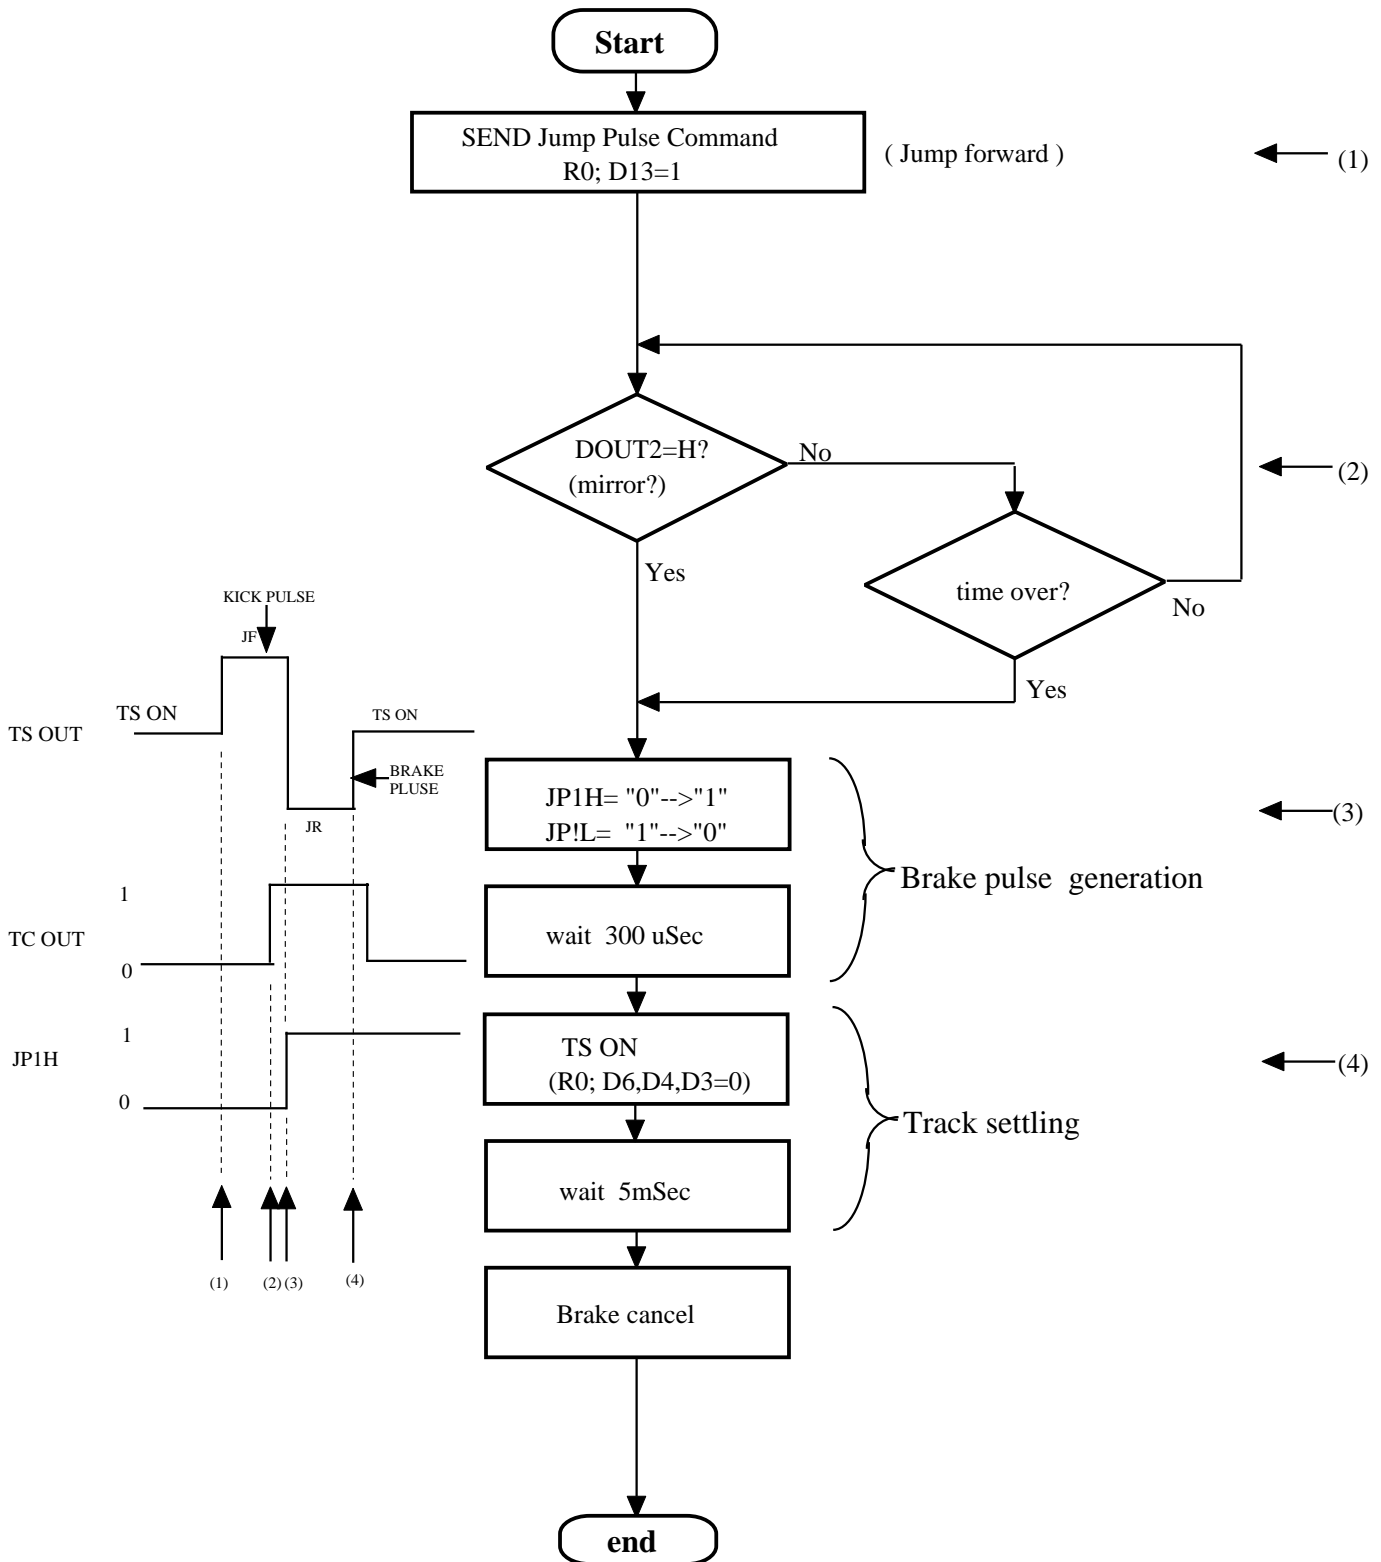 Start
SEND Jump Pulse Command
R0; D13=1
( Jump forward )
(1)
DOUT2=H?
(mirror?)
No
(2)
Yes
time over?
No
Yes
KICK PULSE
JF
TS ON
TS ON
TS OUT
BRAKE
PLUSE
JR
JP1H= "0"-->"1"
JP!L= "1"-->"0"
(3)
Brake pulse generation
1
TC OUT
0
wait 300 uSec
1
JP1H
0
TS ON
(R0; D6,D4,D3=0)
(4)
Track settling
wait 5mSec
(1)
(2)
(3)
(4)
Brake cancel
end